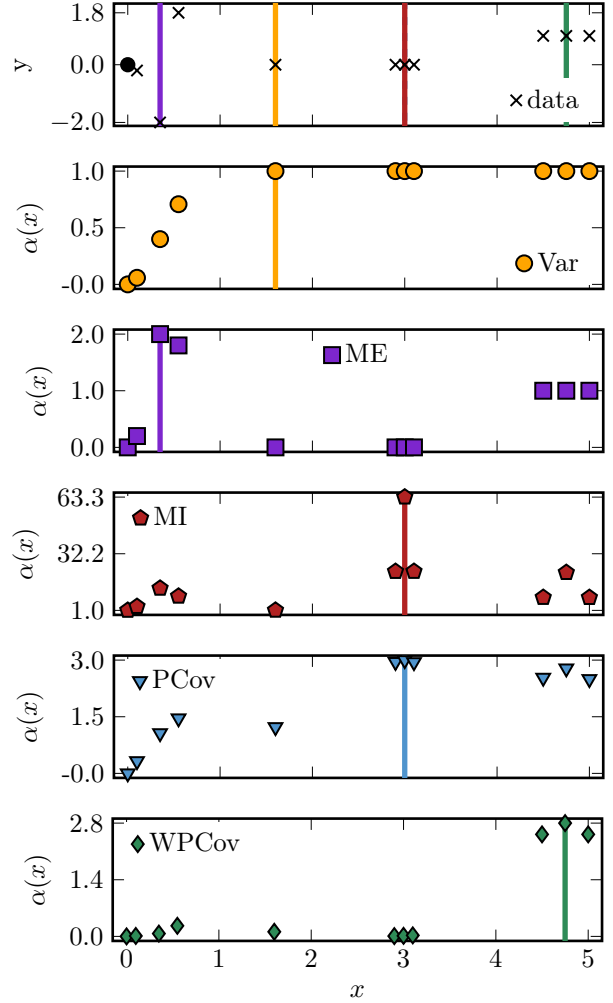 1.8
y
0.0
data
−2.0
1.0
α(x)
0.5
Var
-0.0
2.0
ME
α(x)
1.0
0.0
63.3
MI
α(x)
32.2
1.0
3.0
PCov
α(x)
1.5
-0.0
2.8
WPCov
α(x)
1.4
0.0
0 1 2 3 4 5
x